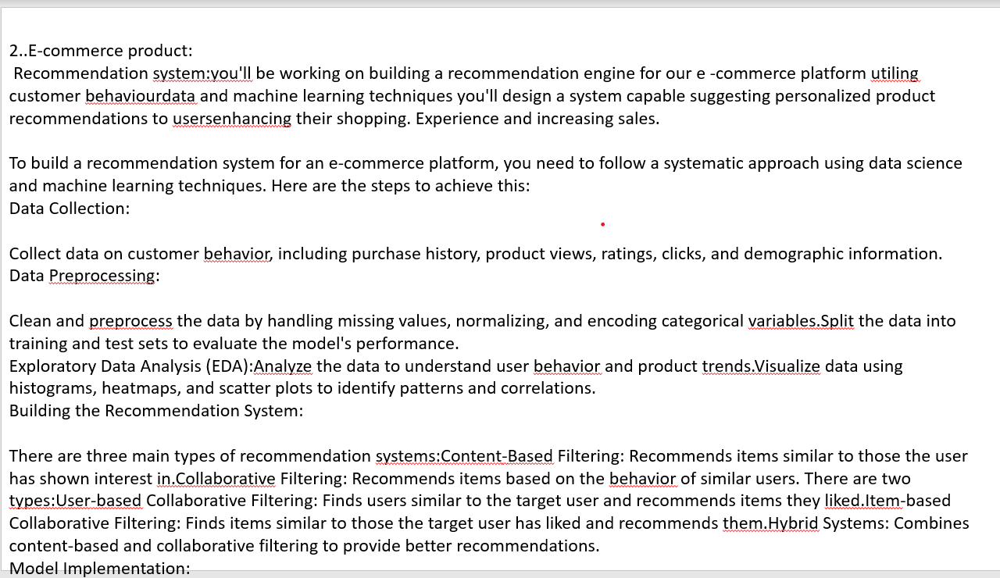 2..E-commerce product:
Recommendation system:you'll be working on building a recommendation engine for our e -commerce platform utiling
customer behaviourdata and machine learning techniques you'll design a system capable suggesting personalized product
recommendations to usersenhancing their shopping. Experience and increasing sales.
To build a recommendation system for an e-commerce platform, you need to follow a systematic approach using data science
and machine learning techniques. Here are the steps to achieve this:
Data Collection:
Collect data on customer behavior, including purchase history, product views, ratings, clicks, and demographic information.
Data Preprocessing:
Clean and preprocess the data by handling missing values, normalizing, and encoding categorical variables.Split the data into
training and test sets to evaluate the model's performance.
Exploratory Data Analysis (EDA):Analyze the data to understand user behavior and product trends.Visualize data using
histograms, heatmaps, and scatter plots to identify patterns and correlations.
Building the Recommendation System:
There are three main types of recommendation systems:Content-Based Filtering: Recommends items similar to those the user
has shown interest in.Collaborative Filtering: Recommends items based on the behavior of similar users. There are two
types:User-based Collaborative Filtering: Finds users similar to the target user and recommends items they liked.Item-based
Collaborative Filtering: Finds items similar to those the target user has liked and recommends them.Hybrid Systems: Combines
content-based and collaborative filtering to provide better recommendations.
Model Implementation: